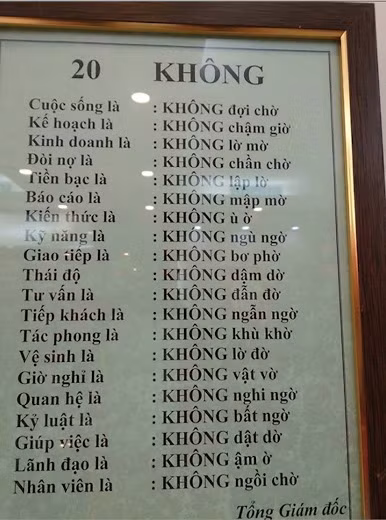 20 KHÔNG
Cuộc sống là : KHÔNG đợi chờ
Kế hoạch là : KHÔNG chậm giờ
Kinh doanh là : KHÔNG lờ mờ
Đòi nợ là : KHÔNG chần chờ
Tiền bạc là : KHÔNG lập lờ
Báo cáo là : KHÔNG mập mờ
Kiến thức là : KHÔNG ù ờ
Kỹ năng là : KHÔNG ngù ngờ
Giao tiếp là : KHÔNG bơ phờ
Thái độ : KHÔNG dậm dờ
Tư vấn là : KHÔNG đẫn đờ
Tiếp khách là : KHÔNG ngẫn ngờ
Tác phong là : KHÔNG khù khờ
Vệ sinh là : KHÔNG lờ dờ
Giờ nghỉ là : KHÔNG vật vờ
Quan hệ là : KHÔNG nghi ngờ
Kỷ luật là : KHÔNG bất ngờ
Giúp việc là : KHÔNG dật dờ
Lãnh đạo là : KHÔNG ậm ờ
Nhân viên là : KHÔNG ngồi chờ
Tổng Giám đốc